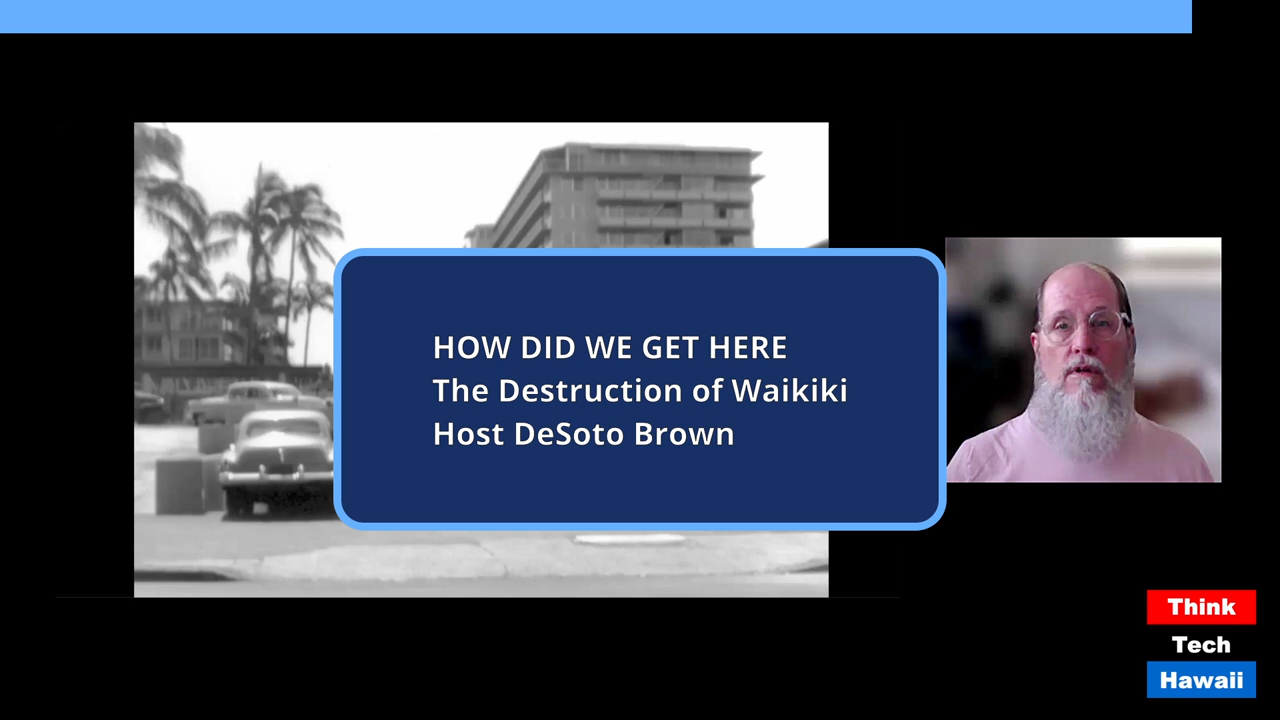 HOW DID WE GET HERE
The Destruction of Waikiki
Host DeSoto Brown
Think
Tech
Hawaii